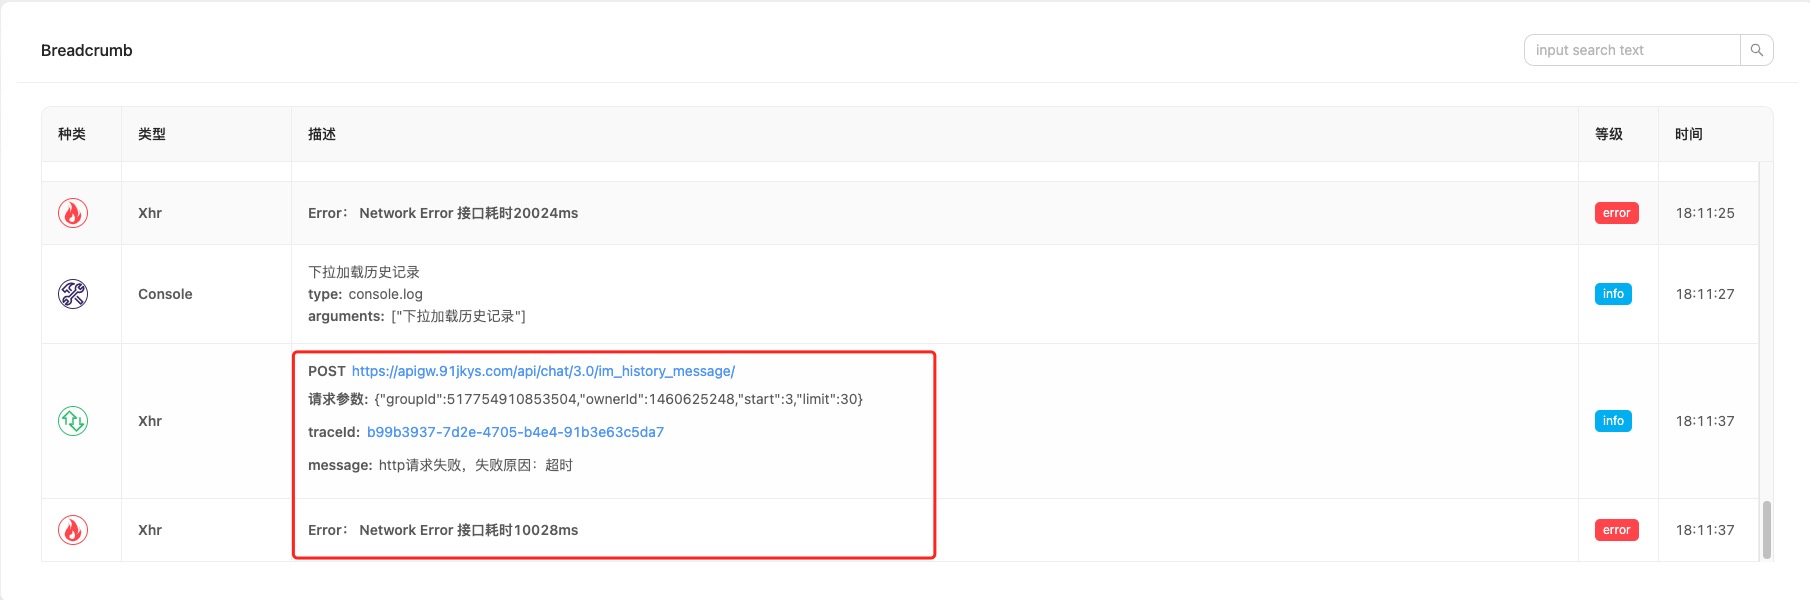 Breadcrumb
input search text
种类 类型 描述 等级 时间
Xhr Error： Network Error 接口耗时20024ms error 18:11:25
下拉加载历史记录
Console type: console.log info 18:11:27
arguments: ["下拉加载历史记录"]
POST https://apigw.91jkys.com/api/chat/3.0/im_history_message/
请求参数: {"groupId":517754910853504,"ownerId":1460625248,"start":3,"limit":30}
Xhr info 18:11:37
traceId: b99b3937-7d2e-4705-b4e4-91b3e63c5da7
message: http请求失败，失败原因：超时
Xhr Error： Network Error 接口耗时10028ms error 18:11:37